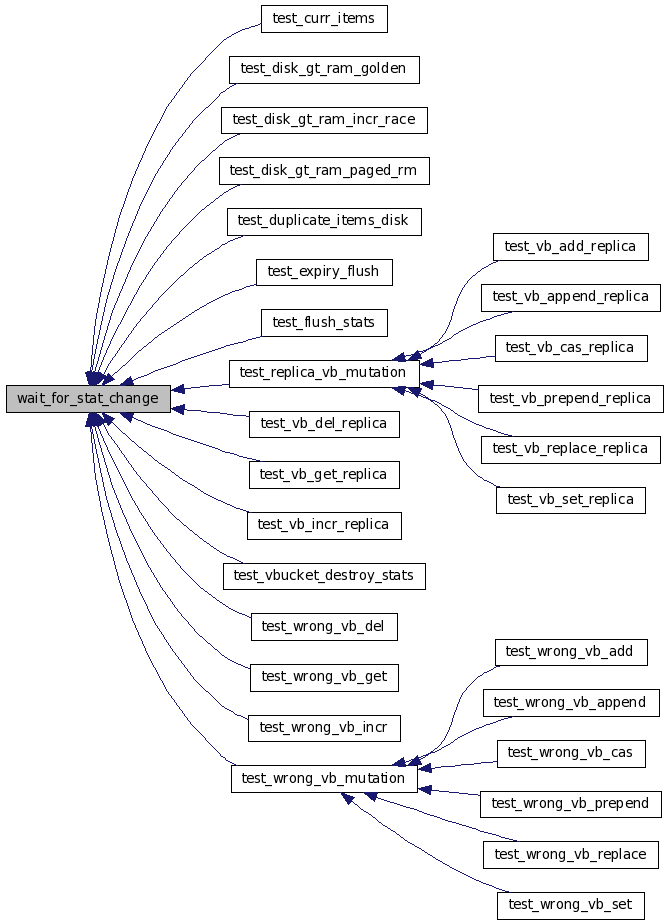 test_curr_items
test_disk_gt_ram_golden
test_disk_gt_ram_incr_race
test_disk_gt_ram_paged_rm
test_duplicate_items_disk
test_vb_add_replica
test_expiry_flush
test_vb_append_replica
test_flush_stats
test_vb_cas_replica
test_replica_vb_mutation
wait_for_stat_change
test_vb_prepend_replica
test_vb_del_replica
test_vb_replace_replica
test_vb_get_replica
test_vb_set_replica
test_vb_incr_replica
test_vbucket_destroy_stats
test_wrong_vb_del
test_wrong_vb_add
test_wrong_vb_get
test_wrong_vb_append
test_wrong_vb_incr
test_wrong_vb_cas
test_wrong_vb_mutation
test_wrong_vb_prepend
test_wrong_vb_replace
test_wrong_vb_set